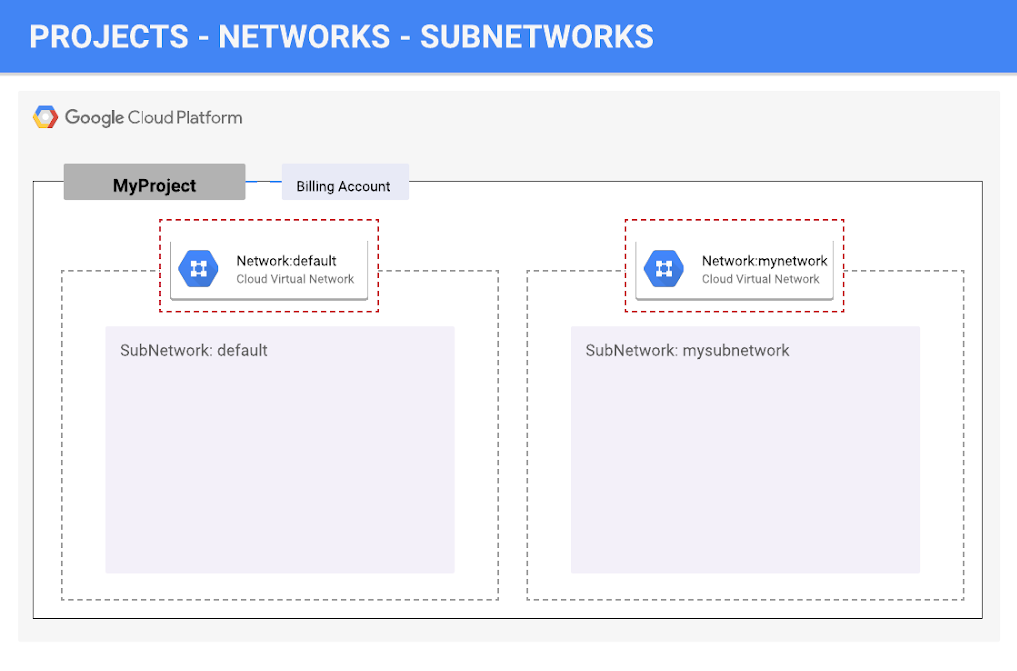 PROJECTS - NETWORKS - SUBNETWORKS
Google Cloud Platform
MyProject
Billing Account
Network:default
Cloud Virtual Network
Network:mynetwork
Cloud Virtual Network
SubNetwork: default
SubNetwork: mysubnetwork